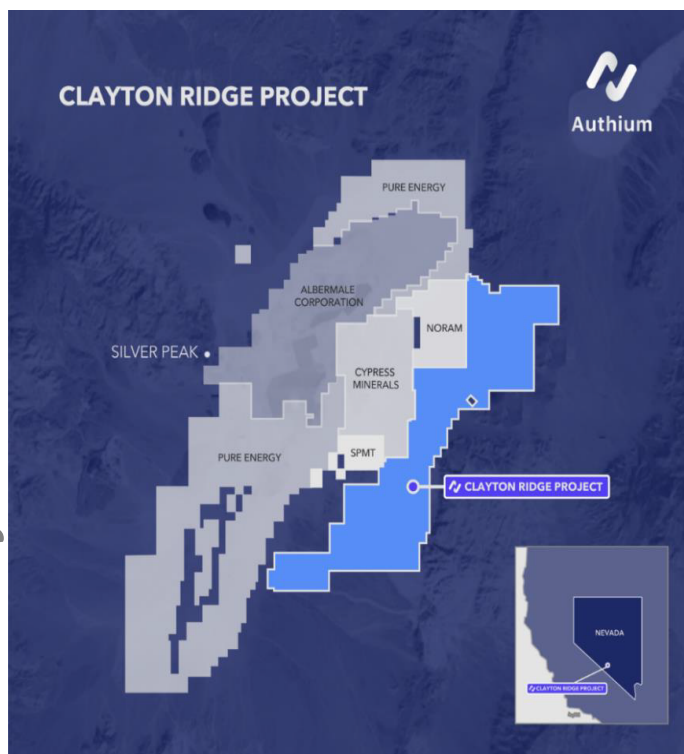 CLAYTON RIDGE PROJECT
Authium
PURE ENERGY
ALBERMALE
CORPORATION
NORAM
SILVER PEAK
CYPRESS
MINERALS
SPMT
PURE ENERGY
CLAYTON RIDGE PROJECT
NEVADA
CLAYTON RIDGE PROJECT